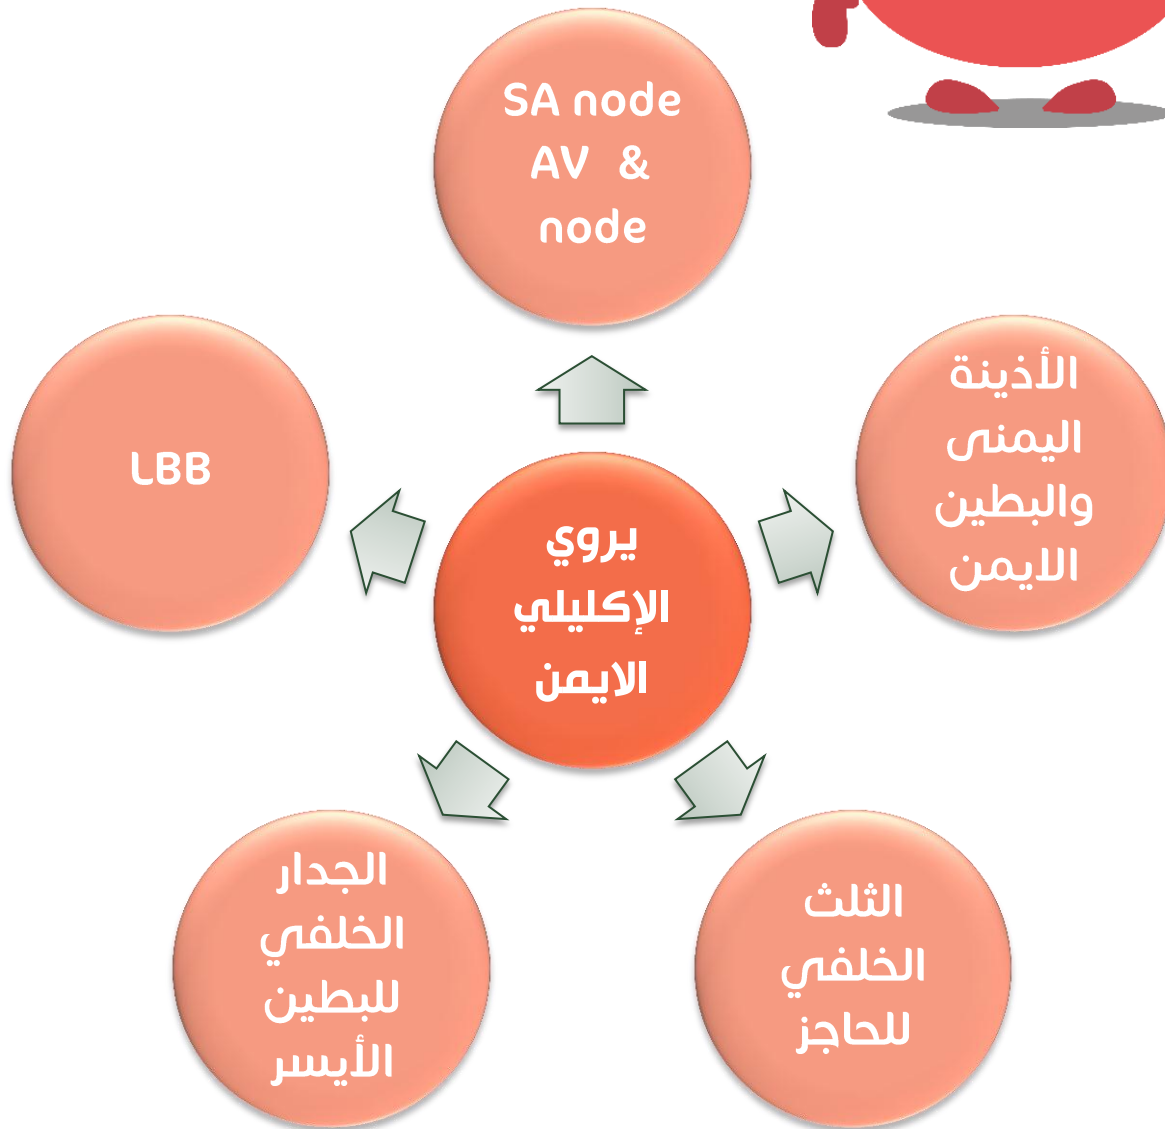 SA node
AV &
node
الأذينة
اليمنى
والبطين
الايمن
LBB
يروي
الإكليلي
الايمن
الجدار
الخلفي
للبطين
الأيسر
الثلث
الخلفي
للحاجز